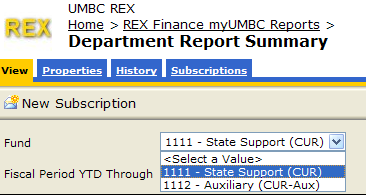 UMBC REX
REX
Home > REX Finance myUMBC Reports >
Department Report Summary
View Properties History Subscriptions
New Subscription
Fund 1111 - State Support (CUR)
<Select a Value>
Fiscal Period YTD Through 1111 - State Support (CUR)
1112 - Auxiliary (CUR-Aux)